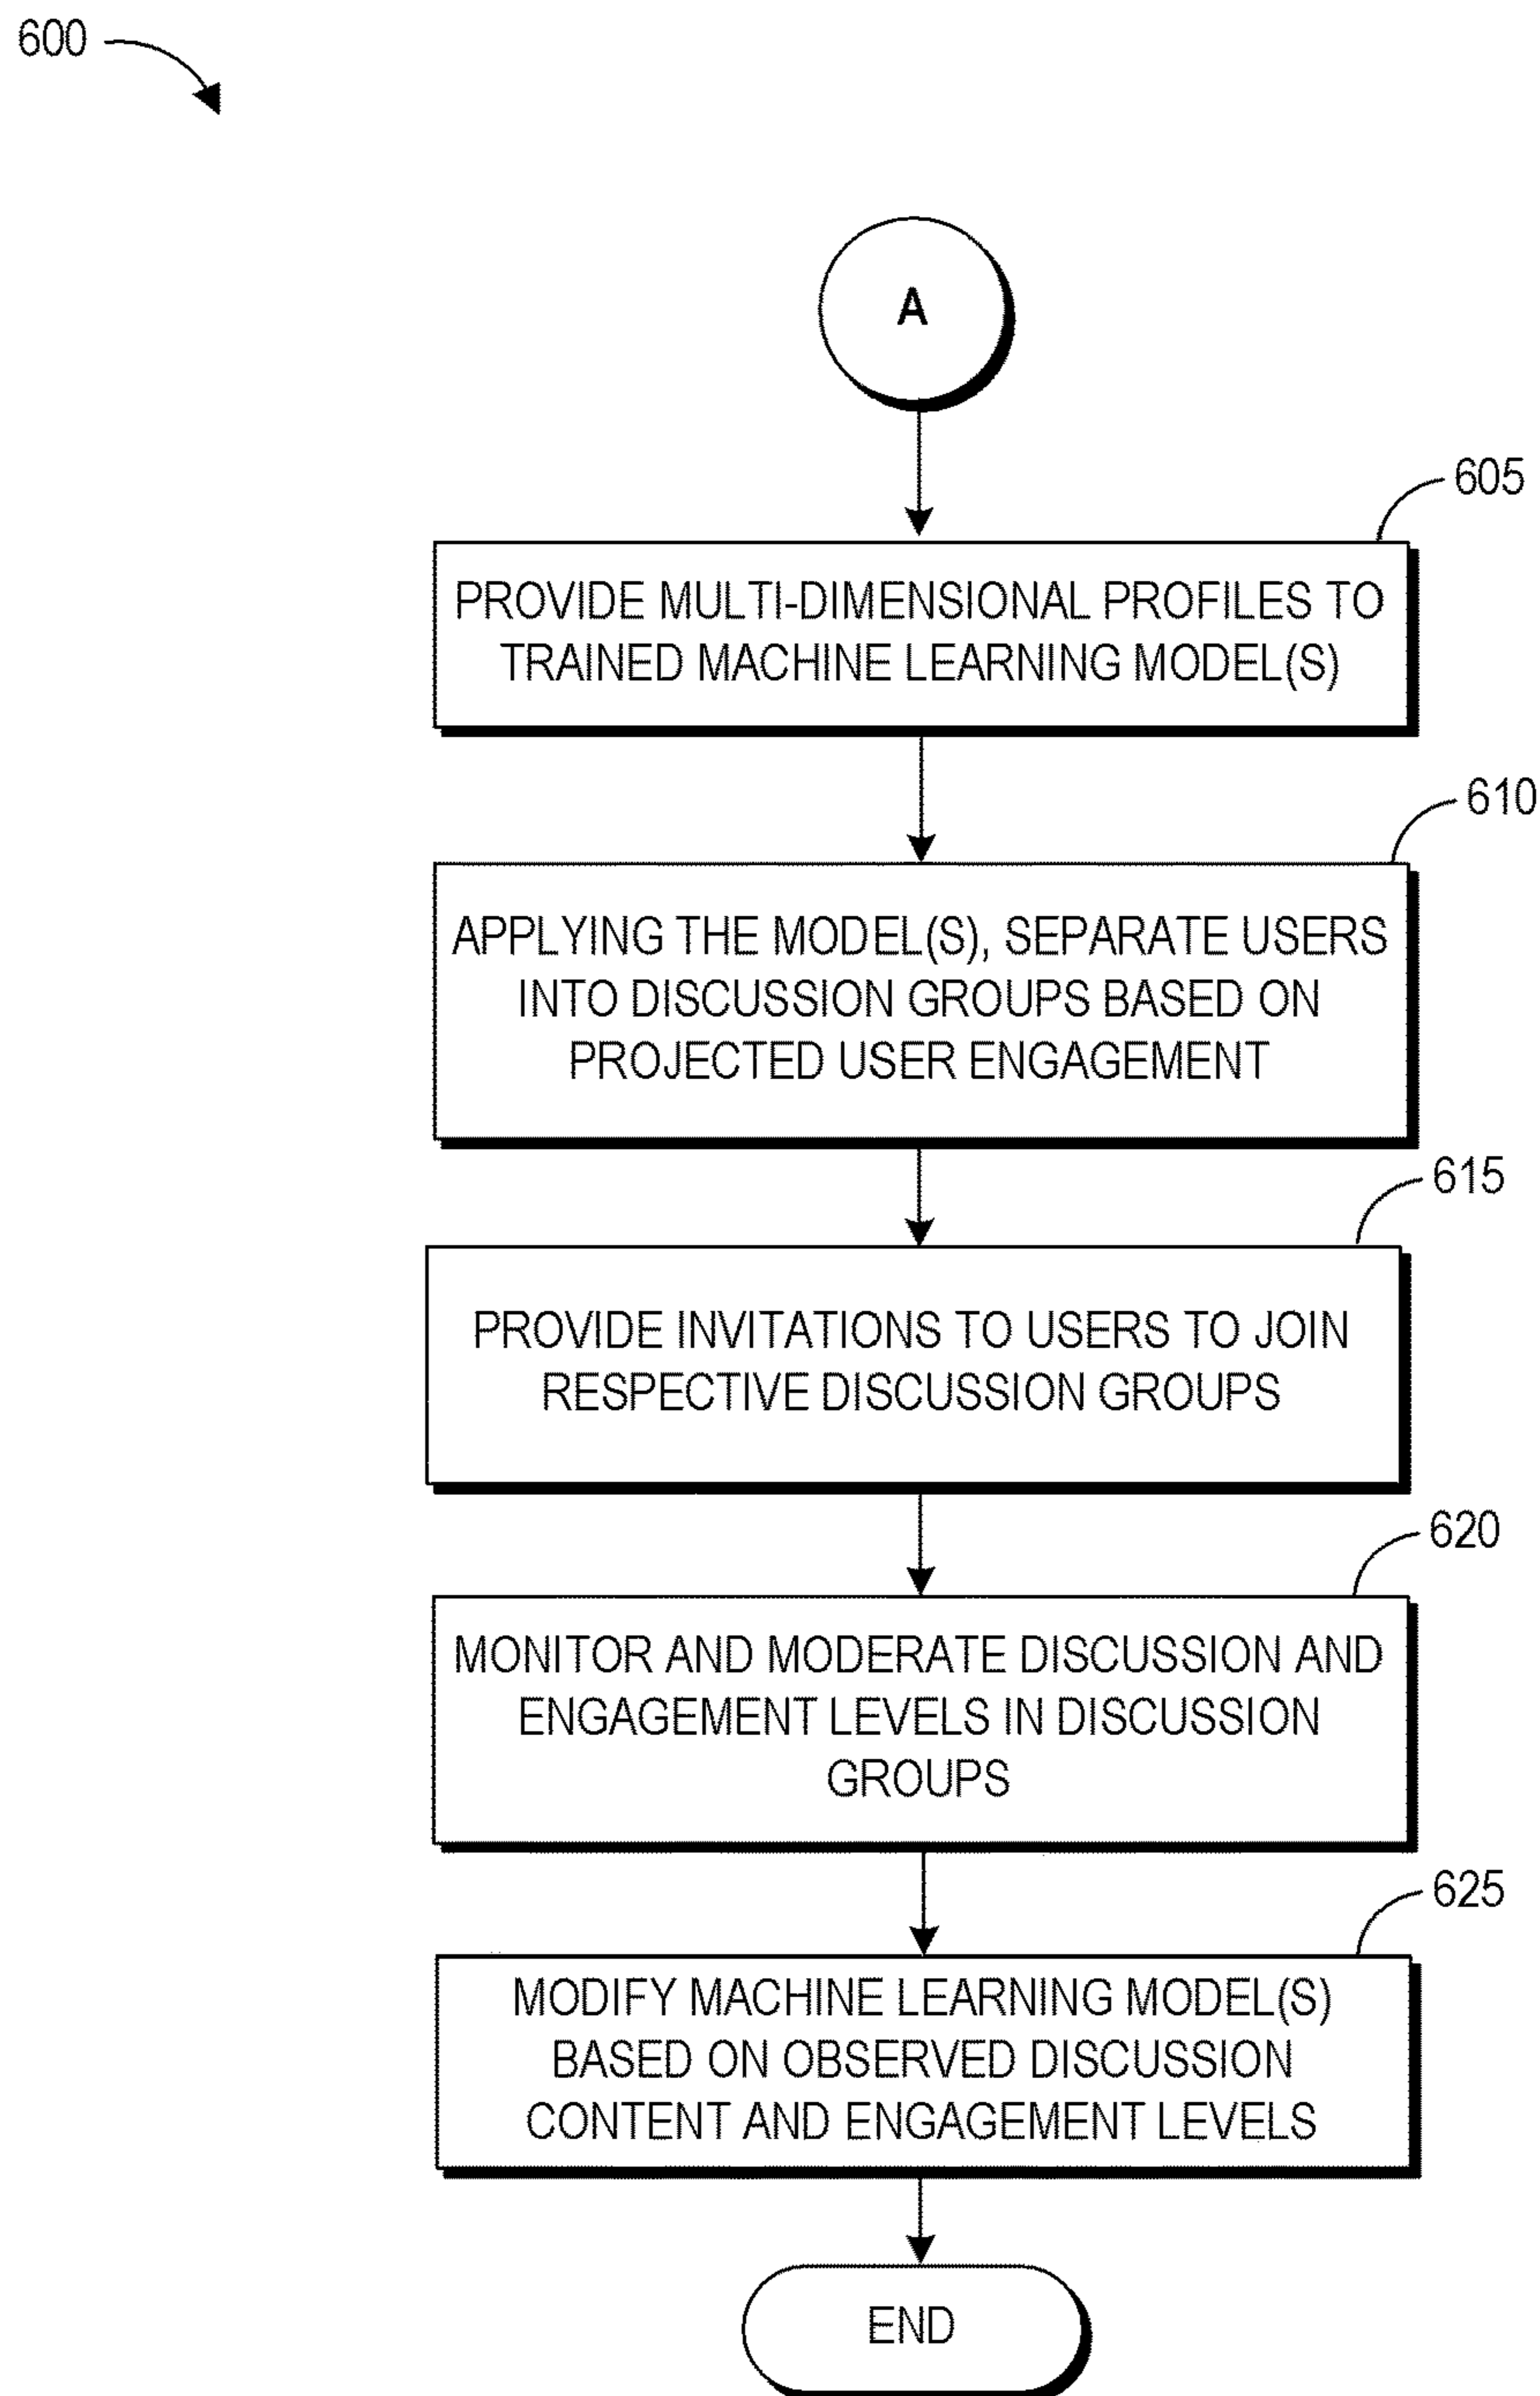 600
A
605
PROVIDE MULTI-DIMENSIONAL PROFILES TO
TRAINED MACHINE LEARNING MODEL(S)
610
APPLYING THE MODEL(S), SEPARATE USERS
INTO DISCUSSION GROUPS BASED ON
PROJECTED USER ENGAGEMENT
615
PROVIDE INVITATIONS TO USERS TO JOIN
RESPECTIVE DISCUSSION GROUPS
620
MONITOR AND MODERATE DISCUSSION AND
ENGAGEMENT LEVELS IN DISCUSSION
GROUPS
625
MODIFY MACHINE LEARNING MODEL(S)
BASED ON OBSERVED DISCUSSION
CONTENT AND ENGAGEMENT LEVELS
END